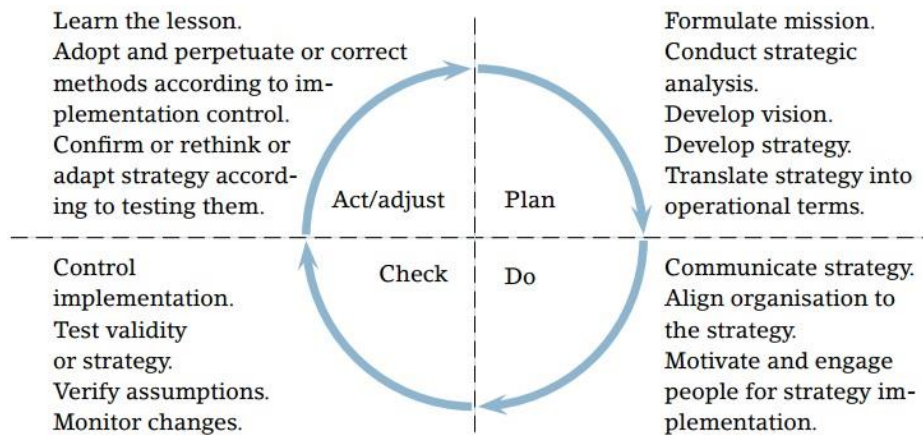 Learn the lesson.
Adopt and perpetuate or correct
methods according to im-
plementation control.
Confirm or rethink or
adapt strategy accord-
ing to testing them.
Act/adjust
Formulate mission.
Conduct strategic
analysis.
Develop vision.
Develop strategy.
Translate strategy into
operational terms.
Plan
Control
implementation.
Test validity
or strategy.
Verify assumptions.
Monitor changes.
Check
Do
Communicate strategy.
Align organisation to
the strategy.
Motivate and engage
people for strategy im-
plementation.